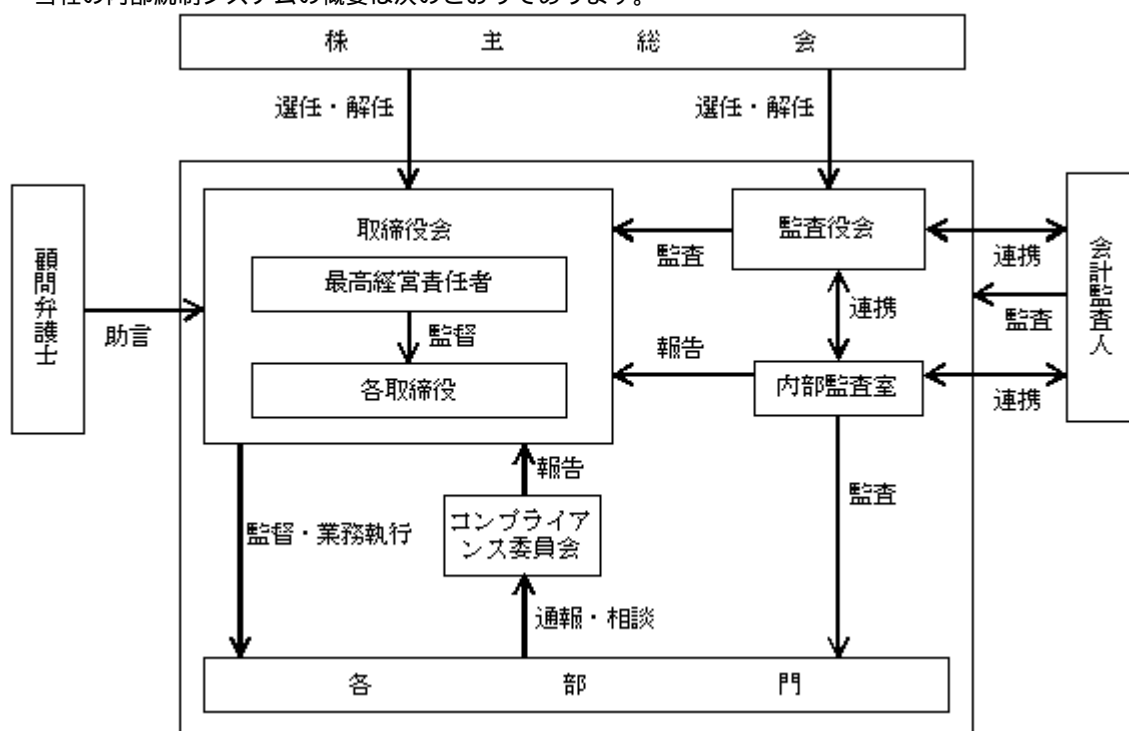 当社の内部統制システムの概要は次のとおりであります。
株主総会
選任・解任
選任・解任
顧問弁護士
助言
取締役会
最高経営責任者
監督
各取締役
監査
監査役会
連携
連携
監査
会計監査人
報告
内部監査室
連携
報告
監査
コンプライア
ンス委員会
監督・業務執行
通報・相談
各部門